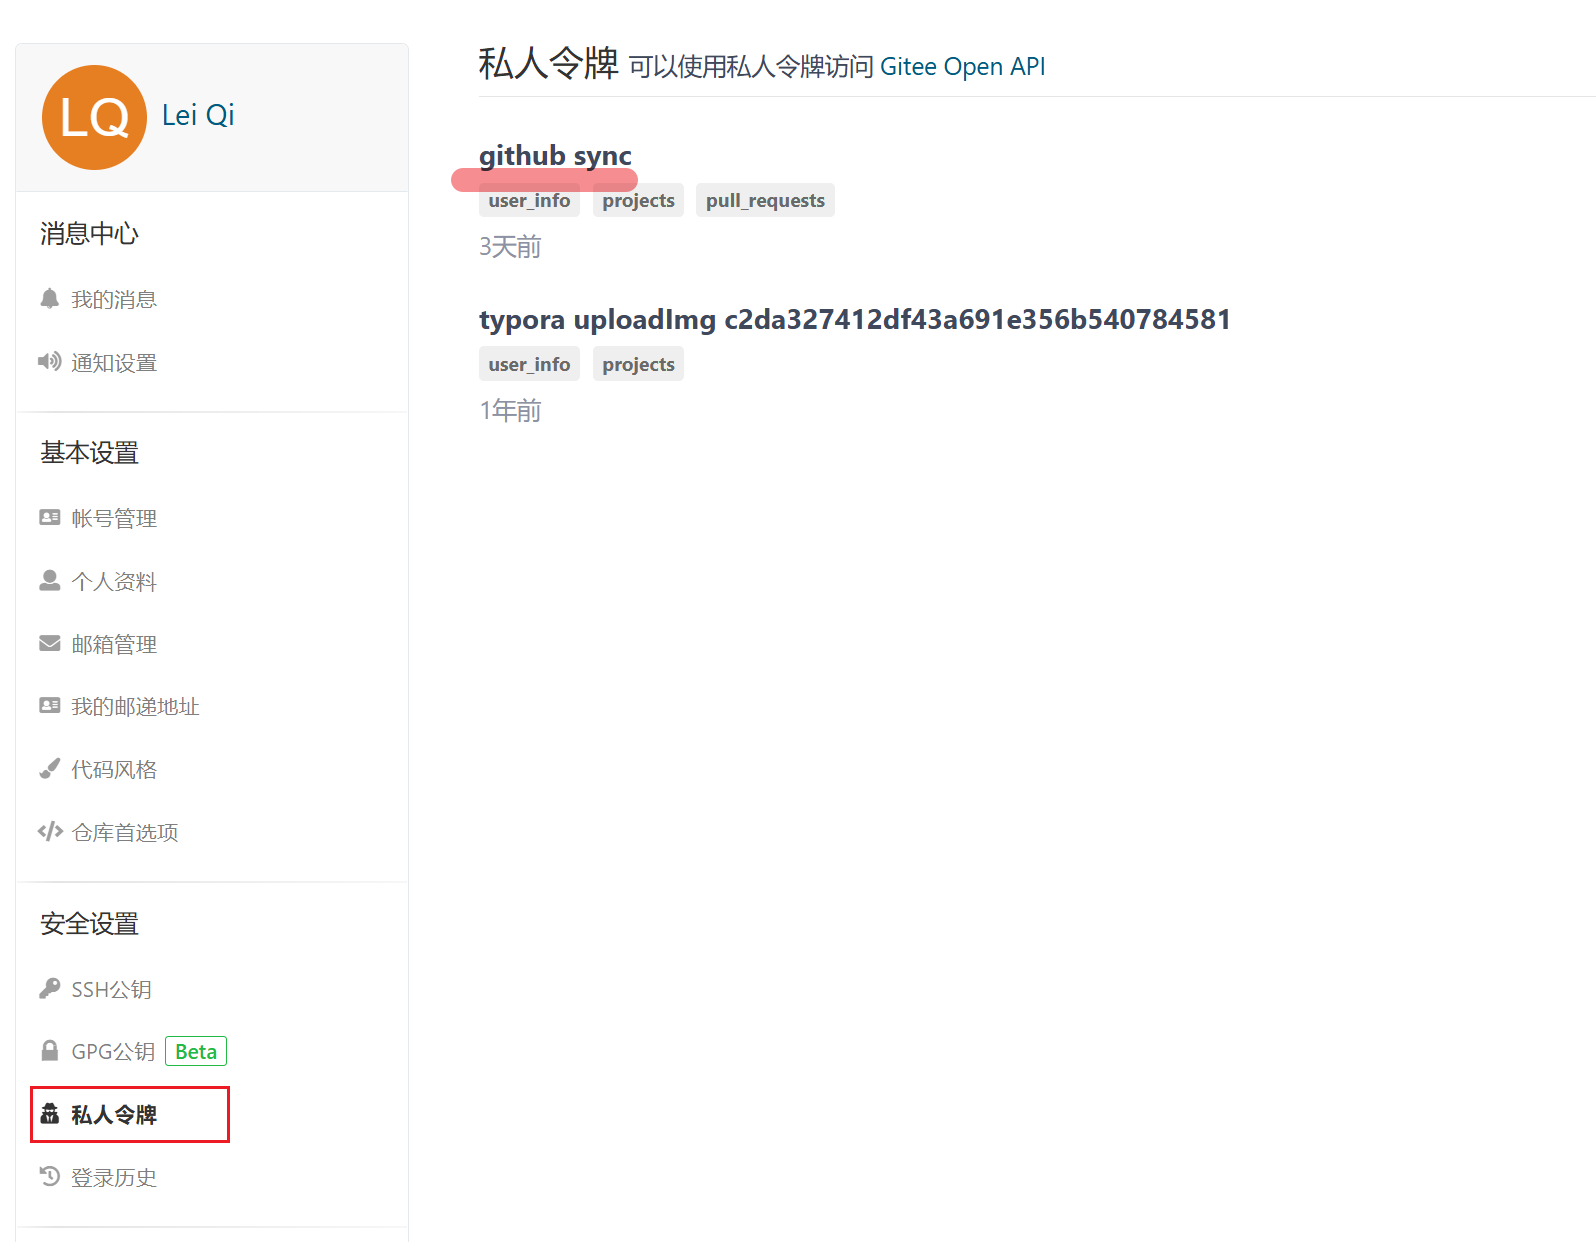 LQ
Lei Qi
消息中心
我的消息
通知设置
基本设置
帐号管理
个人资料
邮箱管理
我的邮递地址
代码风格
仓库首选项
安全设置
SSH公钥
GPG公钥 Beta
私人令牌
登录历史
私人令牌 可以使用私人令牌访问 Gitee Open API
github sync
user_info projects pull_requests
3天前
typora uploadImg c2da327412df43a691e356b540784581
user_info projects
1年前